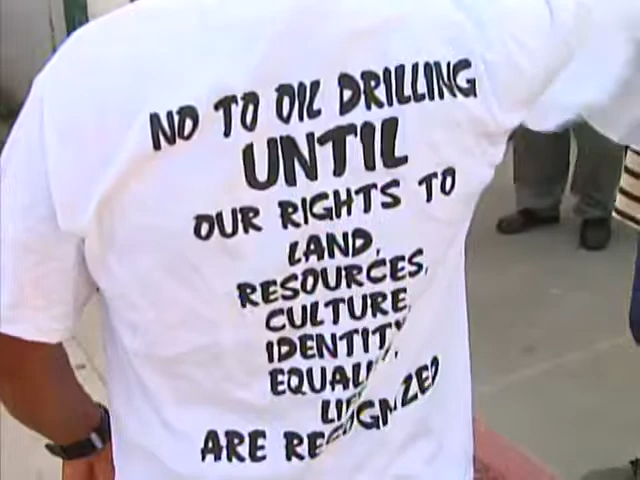 NO TO OIL DRILLING
UNTIL
OUR RIGHTS TO
LAND,
RESOURCES,
CULTURE
IDENTITY
ARE RECOGNIZED